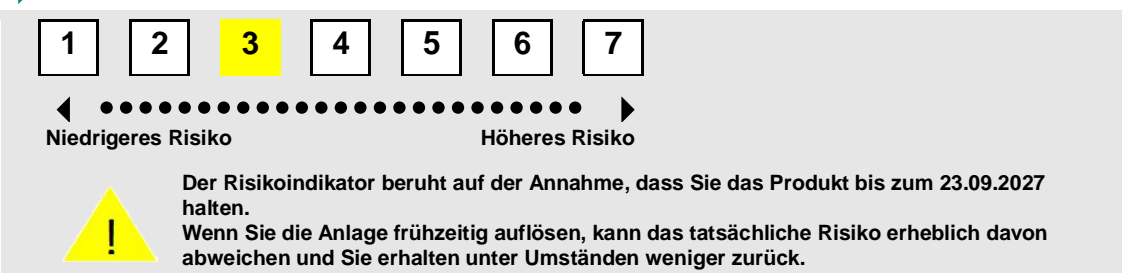 1 2 3 4 5 6 7
Niedrigeres Risiko Höheres Risiko
Der Risikoindikator beruht auf der Annahme, dass Sie das Produkt bis zum 23.09.2027
halten.
Wenn Sie die Anlage frühzeitig auflösen, kann das tatsächliche Risiko erheblich davon
abweichen und Sie erhalten unter Umständen weniger zurück.
!